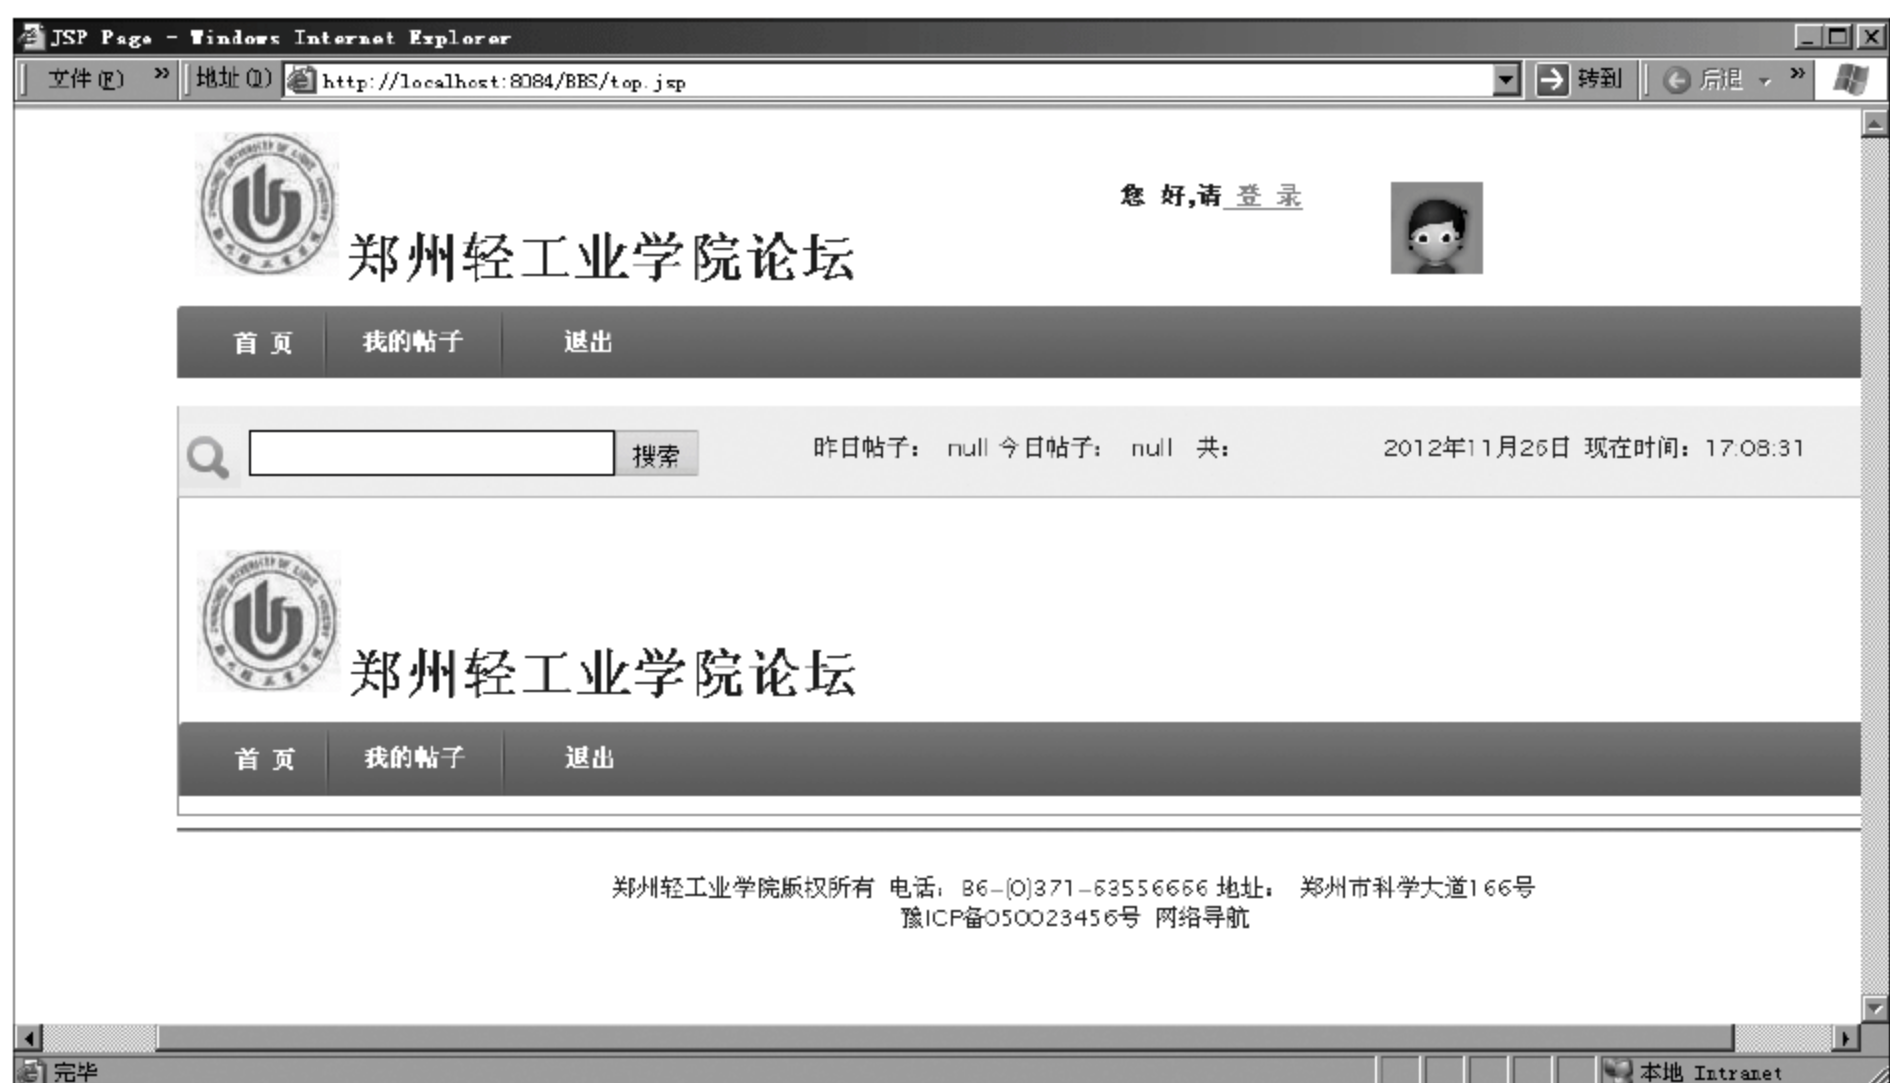 JSP Page - Windows Internet Explorer
文件(F) » 地址(D) http://localhost:8084/BBS/top.jsp 转到 后退 »
您 好,请 登 录
郑州轻工业学院论坛
首 页 我的帖子 退出
搜索 昨日帖子: null 今日帖子: null 共: 2012年11月26日 现在时间: 17:08:31
郑州轻工业学院论坛
首 页 我的帖子 退出
郑州轻工业学院版权所有 电话: 86-(0)371-63556666 地址: 郑州市科学大道166号
豫ICP备050023456号 网络导航
完毕 本地 Intranet